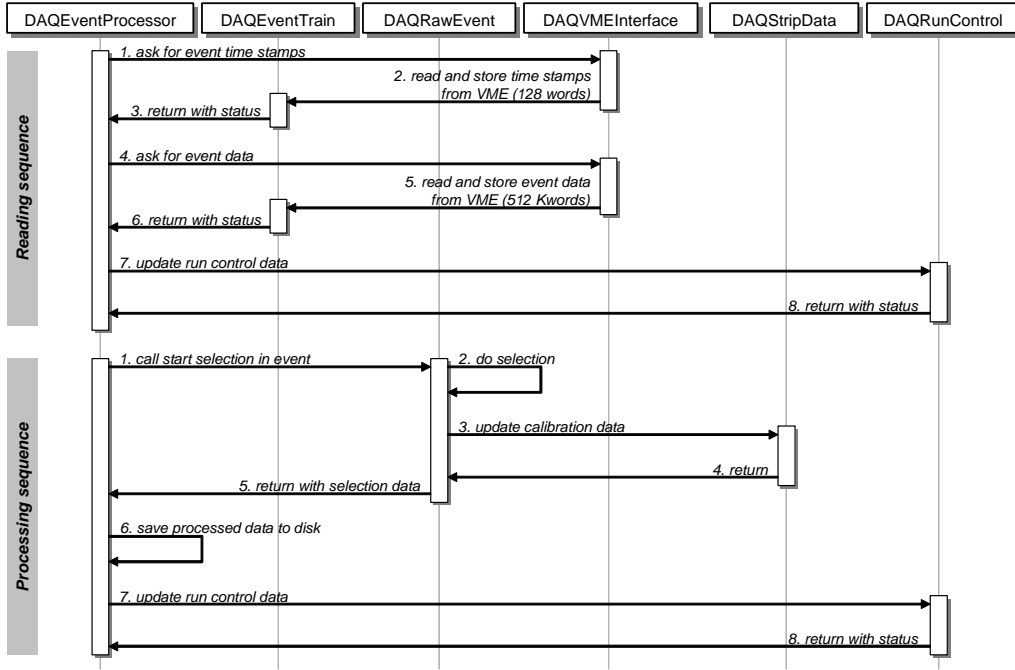 DAQEventProcessor
DAQEventTrain
DAQRawEvent
DAQVMEInterface
DAQStripData
DAQRunControl
Reading sequence
1. ask for event time stamps
2. read and store time stamps
from VME (128 words)
3. return with status
4. ask for event data
5. read and store event data
from VME (512 Kwords)
6. return with status
7. update run control data
8. return with status
Processing sequence
1. call start selection in event
2. do selection
3. update calibration data
4. return
5. return with selection data
6. save processed data to disk
7. update run control data
8. return with status